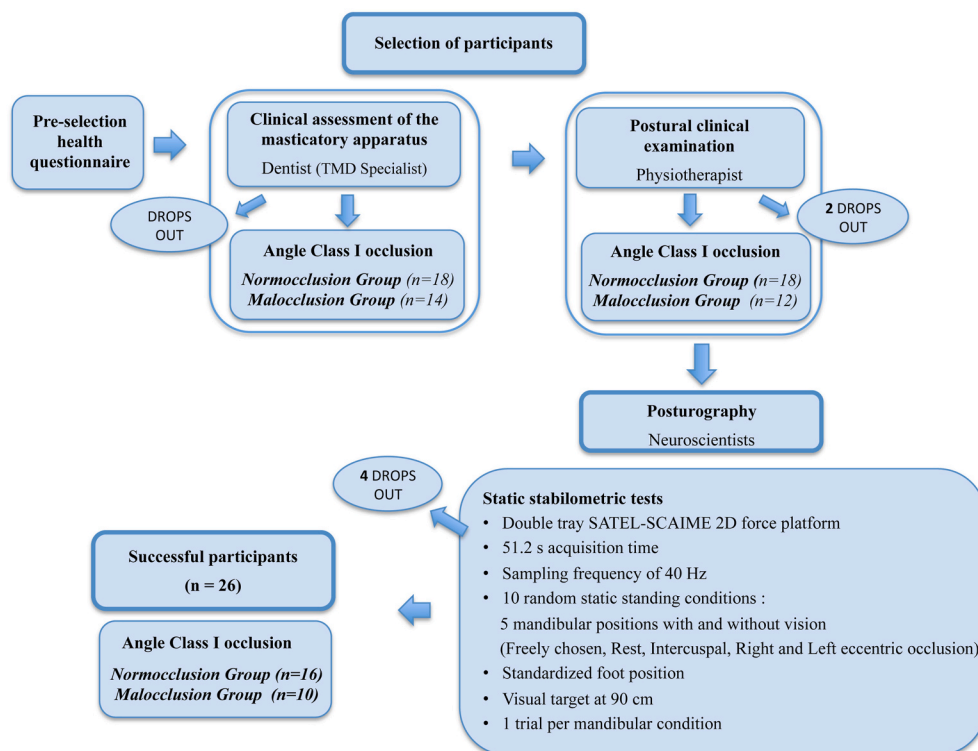 Selection of participants
Pre-selection
health
questionnaire
Clinical assessment of the
masticatory apparatus
Dentist (TMD Specialist)
DROPS
OUT
Angle Class I occlusion
Normocclusion Group (n=18)
Malocclusion Group (n=14)
Postural clinical
examination
Physiotherapist
2 DROPS
OUT
Angle Class I occlusion
Normocclusion Group (n=18)
Malocclusion Group (n=12)
Posturography
Neuroscientists
4 DROPS
OUT
Static stabilometric tests
• Double tray SATEL-SCAIME 2D force platform
• 51.2 s acquisition time
• Sampling frequency of 40 Hz
• 10 random static standing conditions :
5 mandibular positions with and without vision
(Freely chosen, Rest, Intercuspal, Right and Left eccentric occlusion)
• Standardized foot position
• Visual target at 90 cm
• 1 trial per mandibular condition
Successful participants
(n = 26)
Angle Class I occlusion
Normocclusion Group (n=16)
Malocclusion Group (n=10)